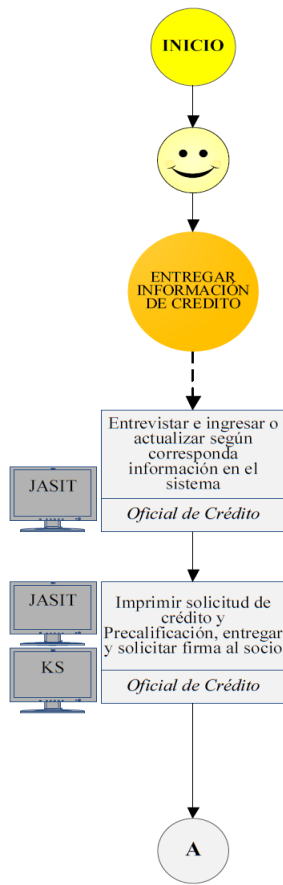 INICIO
ENTREGAR
INFORMACIÓN
DE CREDITO
Entrevistar e ingresar o
actualizar según
corresponda
información en el
sistema
JASIT
Oficial de Crédito
JASIT
Imprimir solicitud de
crédito y
Precalificación, entregar
y solicitar firma al socio
KS
Oficial de Crédito
A